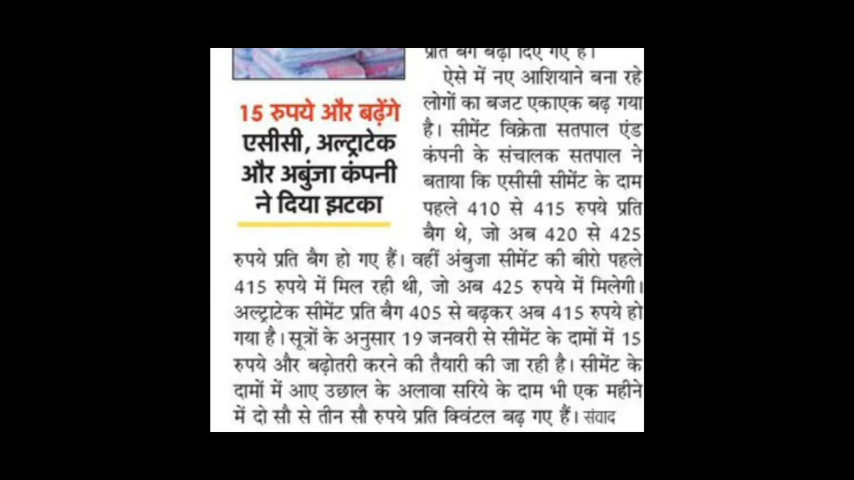 प्रति बैग बढ़ा दिए गए हैं।
ऐसे में नए आशियाने बना रहे
लोगों का बजट एकाएक बढ़ गया
है। सीमेंट विक्रेता सतपाल एंड
कंपनी के संचालक सतपाल ने
बताया कि एसीसी सीमेंट के दाम
पहले 410 से 415 रुपये प्रति
बैग थे, जो अब 420 से 425
15 रुपये और बढ़ेंगे
एसीसी, अल्ट्राटेक
और अबुंजा कंपनी
ने दिया झटका
रुपये प्रति बैग हो गए हैं। वहीं अंबुजा सीमेंट की बीरो पहले
415 रुपये में मिल रही थी, जो अब 425 रुपये में मिलेगी।
अल्ट्राटेक सीमेंट प्रति बैग 405 से बढ़कर अब 415 रुपये हो
गया है। सूत्रों के अनुसार 19 जनवरी से सीमेंट के दामों में 15
रुपये और बढ़ोतरी करने की तैयारी की जा रही है। सीमेंट के
दामों में आए उछाल के अलावा सरिये के दाम भी एक महीने
में दो सौ से तीन सौ रुपये प्रति क्विंटल बढ़ गए हैं। संवाद